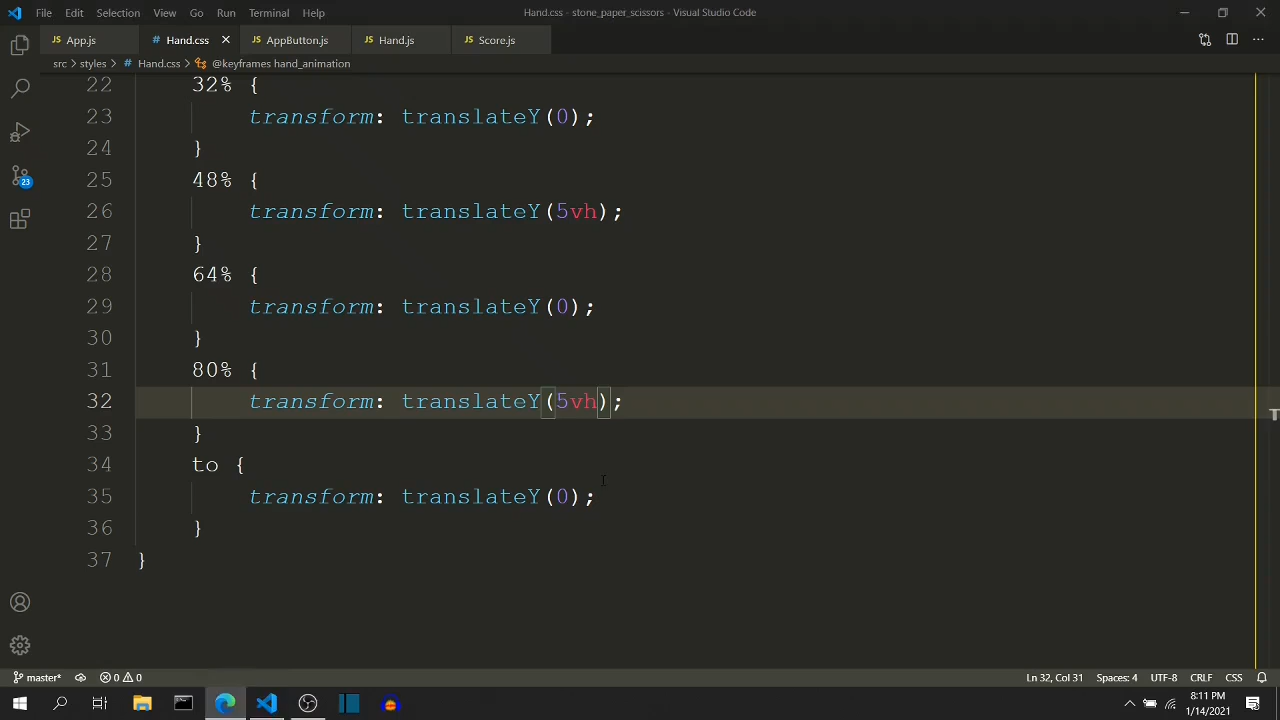 File Edit Selection View Go Run Terminal Help
Hand.css - stone_paper_scissors - Visual Studio Code
App.js
# Hand.css
AppButton.js
Hand.js
Score.js
src > styles > # Hand.css > @keyframes hand_animation
22 32% {
23 transform: translateY(0);
24 }
25 48% {
26 transform: translateY(5vh);
27 }
28 64% {
29 transform: translateY(0);
30 }
31 80% {
32 transform: translateY(5vh);
33 }
34 to {
35 transform: translateY(0);
36 }
37 }
23
master* 0 0
Ln 32, Col 31 Spaces: 4 UTF-8 CRLF CSS
8:11 PM
1/14/2021